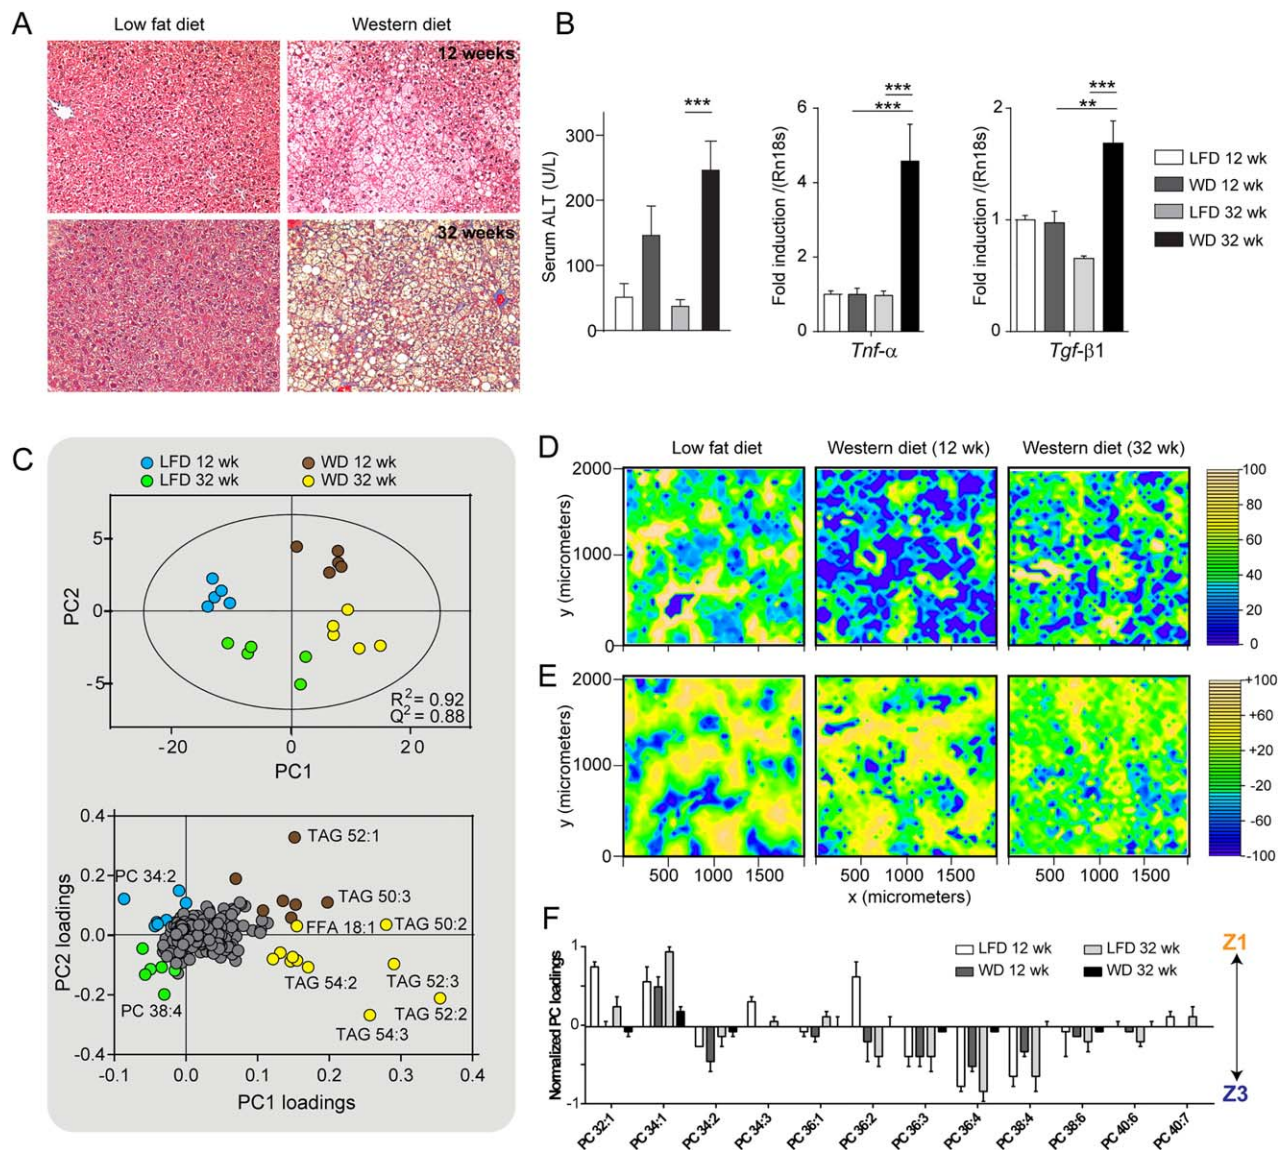 A
Low fat diet
Western diet
12 weeks
32 weeks
B
Serum ALT (U/L)
300
200
100
0
***
Fold induction /(Rn18s)
6
4
2
0
***
***
Tnf-α
Fold induction /(Rn18s)
2
1
0
***
**
Tgf-β1
LFD 12 wk
WD 12 wk
LFD 32 wk
WD 32 wk
C
LFD 12 wk
WD 12 wk
LFD 32 wk
WD 32 wk
PC2
5
0
-5
R²= 0.92
Q²= 0.88
-20
0
20
PC1
PC2 loadings
0.4
0.2
0.0
-0.2
-0.4
TAG 52:1
PC 34:2
TAG 50:3
FFA 18:1
TAG 50:2
TAG 54:2
TAG 52:3
PC 38:4
TAG 52:2
TAG 54:3
-0.1
0.0
0.1
0.2
0.3
0.4
PC1 loadings
D
Low fat diet
Western diet (12 wk)
Western diet (32 wk)
y (micrometers)
2000
1000
0
100
80
60
40
20
0
E
y (micrometers)
2000
1000
0
+100
+60
+20
-20
-60
-100
500
1000
1500
500
1000
1500
500
1000
1500
x (micrometers)
F
LFD 12 wk
LFD 32 wk
WD 12 wk
WD 32 wk
Normalized PC loadings
1
0
-1
Z1
Z3
PC 32:1
PC 34:1
PC 34:2
PC 34:3
PC 36:1
PC 36:2
PC 36:3
PC 36:4
PC 38:4
PC 38:6
PC 40:6
PC 40:7